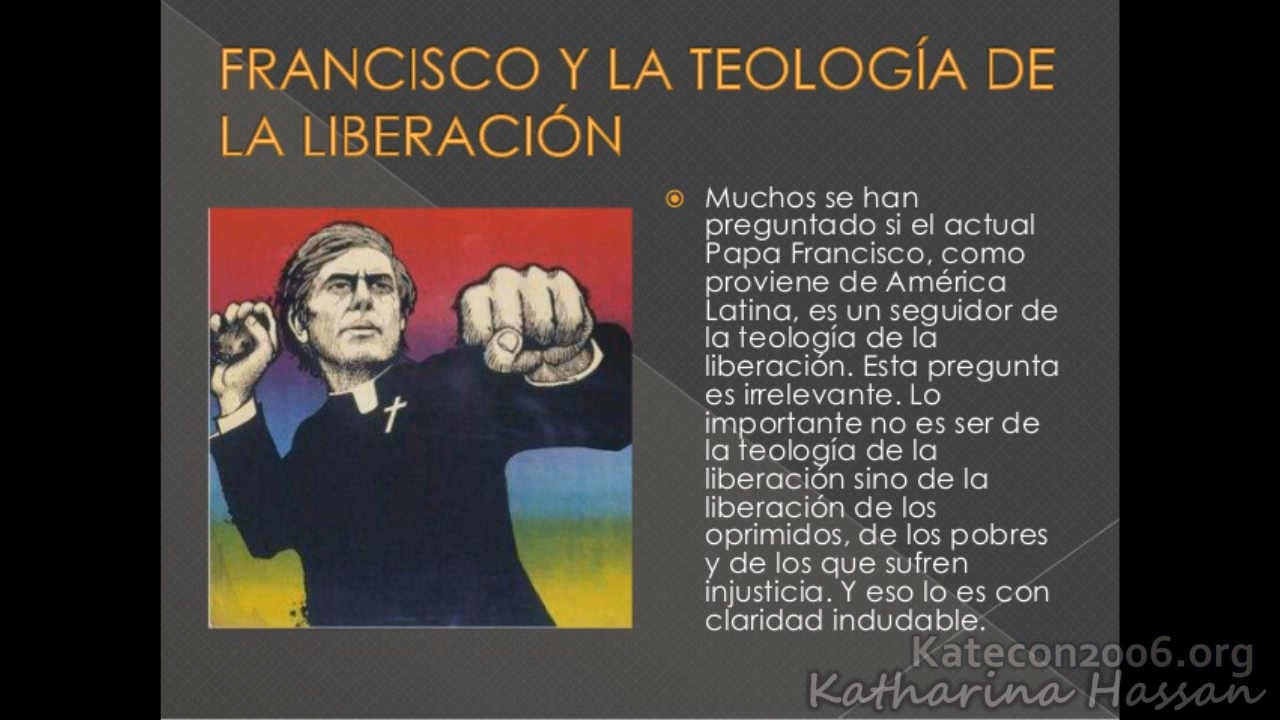 FRANCISCO Y LA TEOLOGÍA DE
LA LIBERACIÓN
Muchos se han
preguntado si el actual
Papa Francisco, como
proviene de América
Latina, es un seguidor de
la teología de la
liberación. Esta pregunta
es irrelevante. Lo
importante no es ser de
la teología de la
liberación sino de la
liberación de los
oprimidos, de los pobres
y de los que sufren
injusticia. Y eso lo es con
claridad indudable.
Katecon2006.org
Katharina Hassan